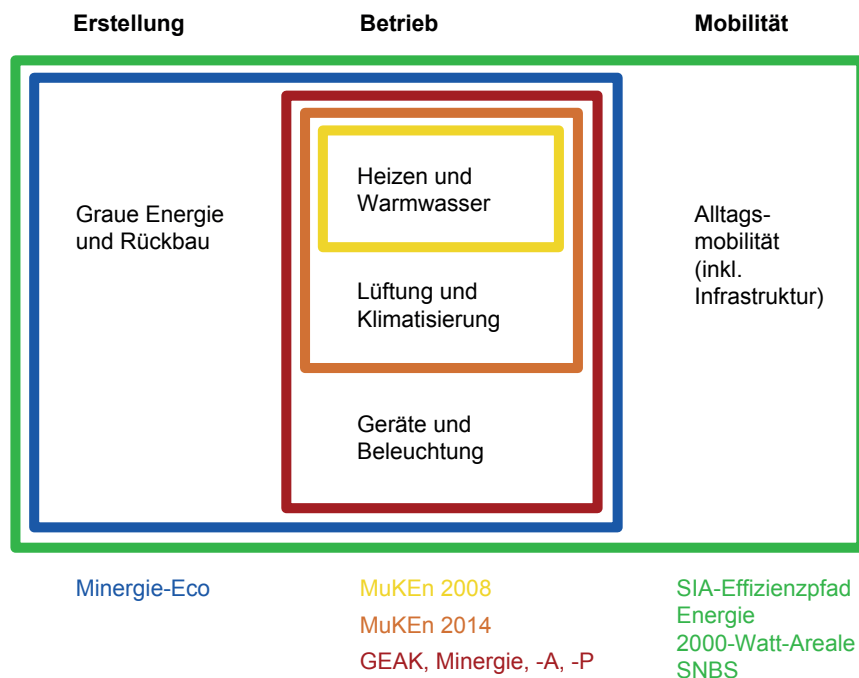 Erstellung
Betrieb
Mobilität
Heizen und
Warmwasser
Graue Energie
und Rückbau
Alltags-
mobilität
(inkl.
Infrastruktur)
Lüftung und
Klimatisierung
Geräte und
Beleuchtung
Minergie-Eco
MuKEn 2008
MuKEn 2014
GEAK, Minergie, -A, -P
SIA-Effizienzpfad
Energie
2000-Watt-Areale
SNBS